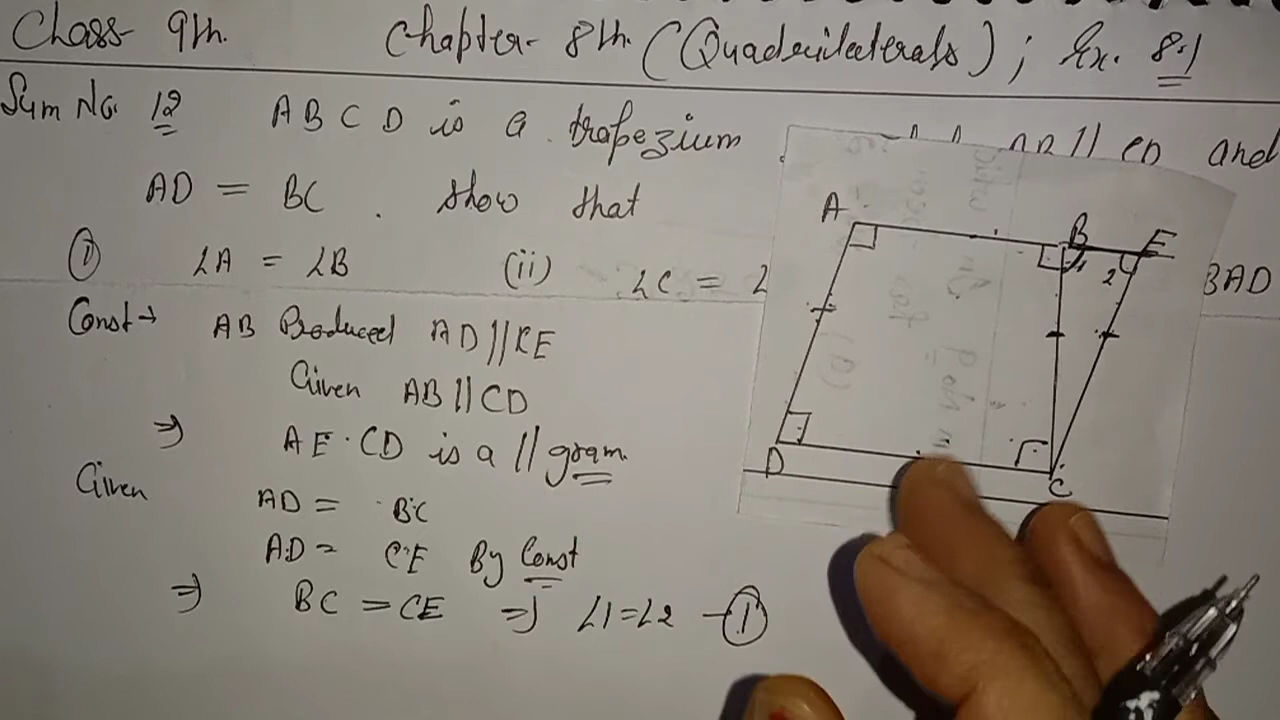 Class- 9th. Chapter- 8th. (Quadrilaterals) ; Ex. 8.1
Sum No. 12 ABCD is a trapezium AB || CD and
AD = BC . Show that
① ∠A = ∠B (ii) ∠C = ∠ BAD
Const → AB Produced AD || CE
Given AB || CD
⇒ AE CD is a || gram.
Given AD = BC
AD = CE By Const
⇒ BC = CE ⇒ ∠1 = ∠2 - ①
A B E
1 2
D C